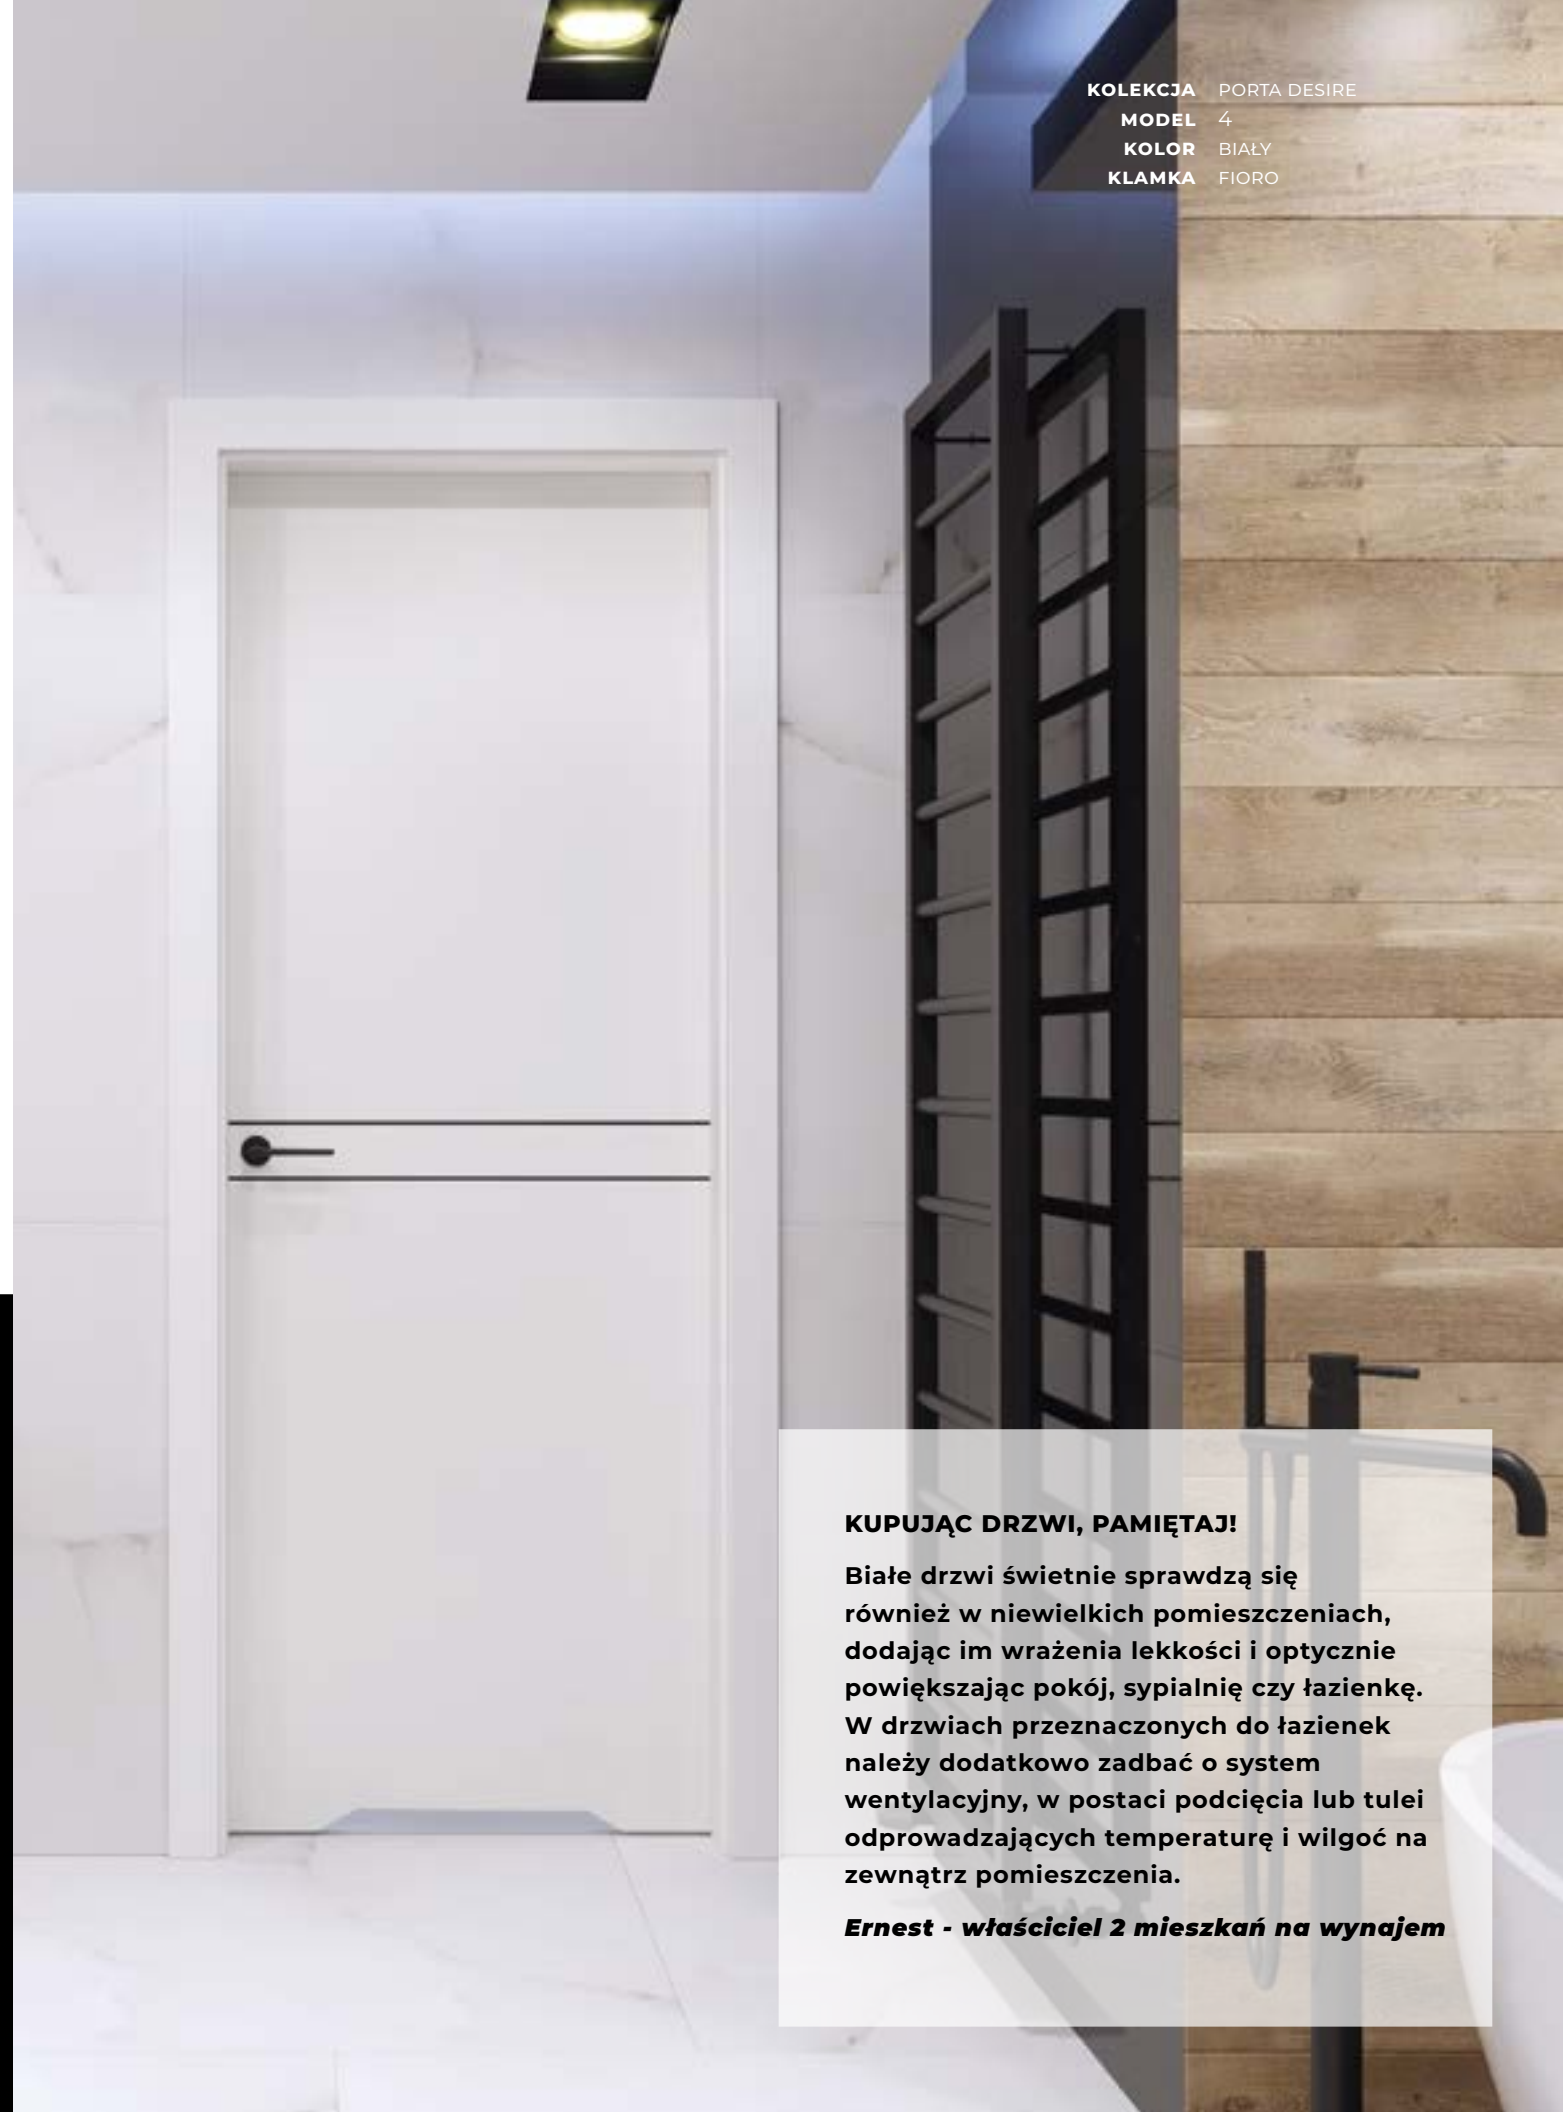 KOLEKCJA PORTA DESIRE
MODEL 4
KOLOR BIAŁY
KLAMKA FIORO
KUPUJĄC DRZWI, PAMIĘTAJ!
Białe drzwi świetnie sprawdzą się
również w niewielkich pomieszczeniach,
dodając im wrażenia lekkości i optycznie
powiększając pokój, sypialnię czy łazienkę.
W drzwiach przeznaczonych do łazienek
należy dodatkowo zadbać o system
wentylacyjny, w postaci podcięcia lub tulei
odprowadzających temperaturę i wilgoć na
zewnątrz pomieszczenia.
Ernest - właściciel 2 mieszkań na wynajem